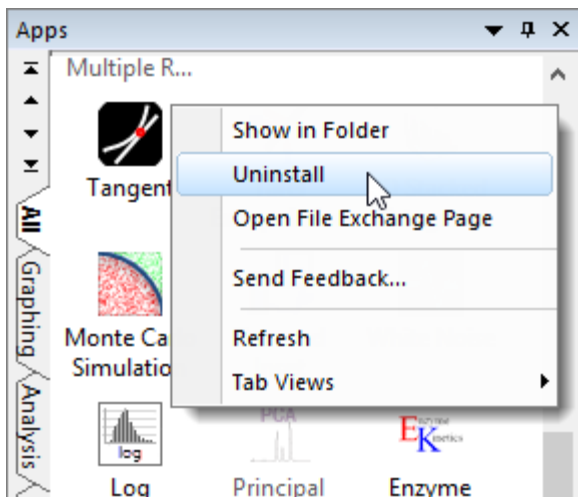 Apps
Multiple R...
Tangent
Show in Folder
Uninstall
Open File Exchange Page
Send Feedback...
Refresh
Tab Views
All
Graphing
Analysis
Monte Ca
Simulatio
log
Log
PCA
Principal
Enzyme
Kinetics
Enzyme